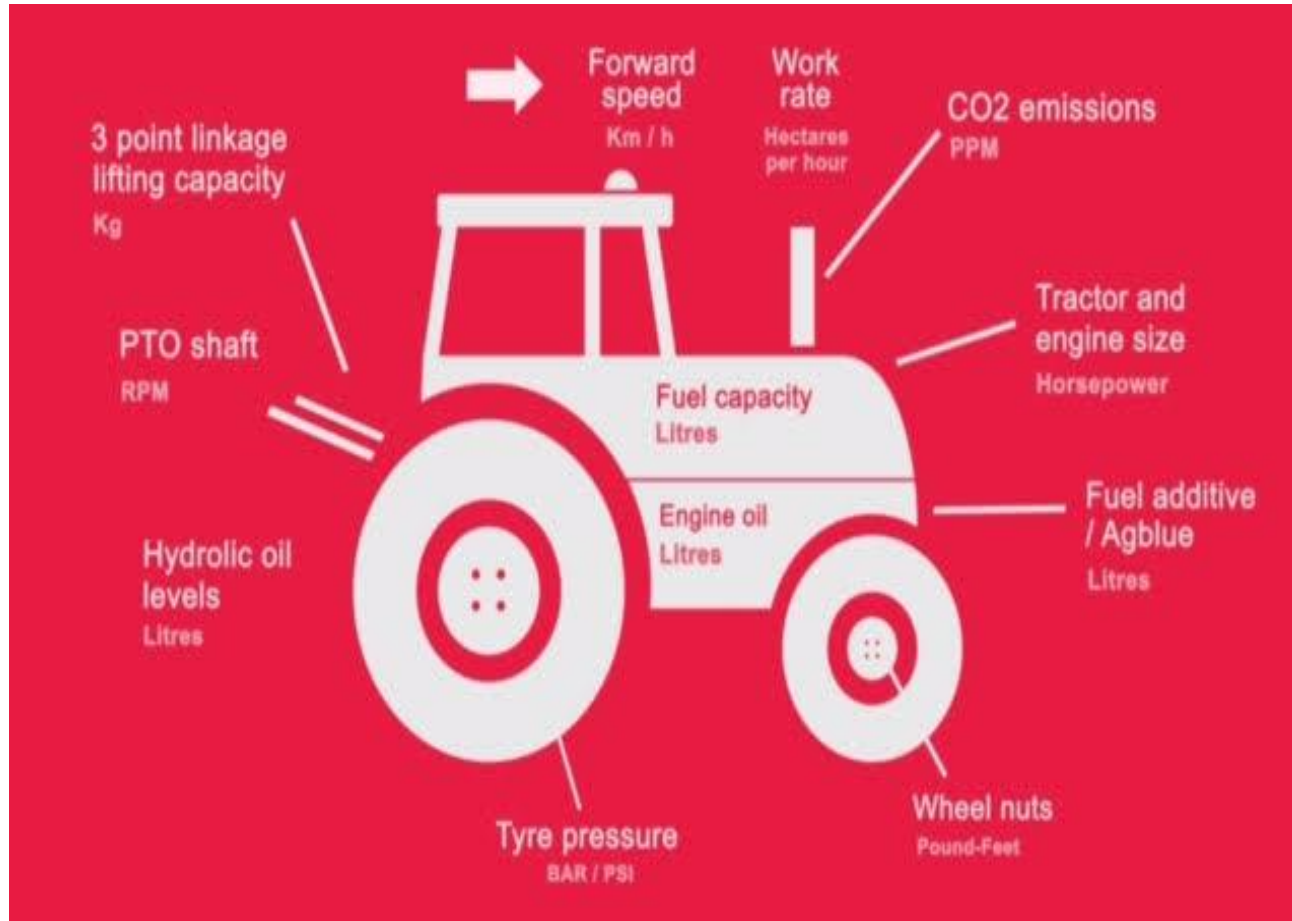 Forward
speed
Km / h
Work
rate
Hectares
per hour
CO2 emissions
PPM
3 point linkage
lifting capacity
Kg
Tractor and
engine size
Horsepower
PTO shaft
RPM
Fuel capacity
Litres
Engine oil
Litres
Fuel additive
/ Agblue
Litres
Hydrolic oil
levels
Litres
Tyre pressure
BAR / PSI
Wheel nuts
Pound-Feet